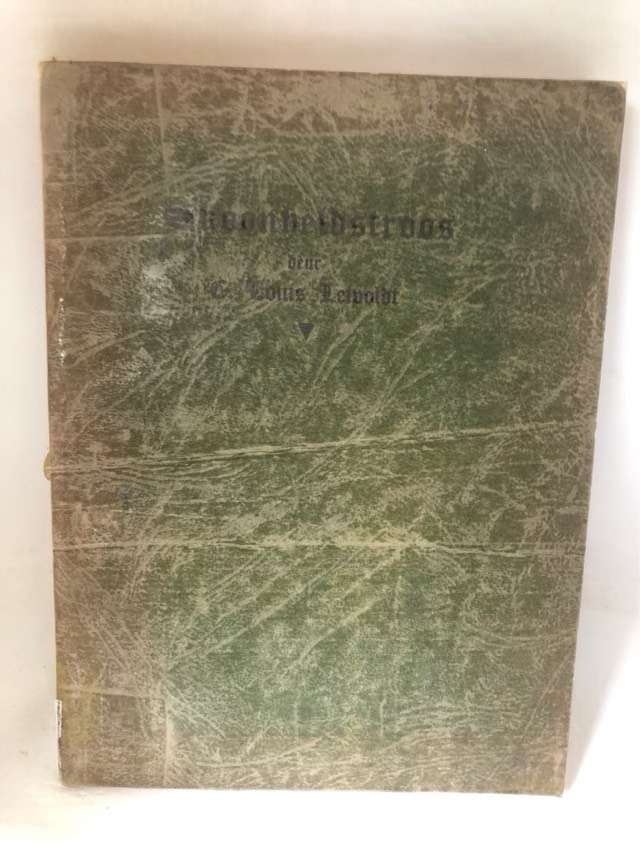 Skoonheidstroos
deur
C. Louis Leipoldt